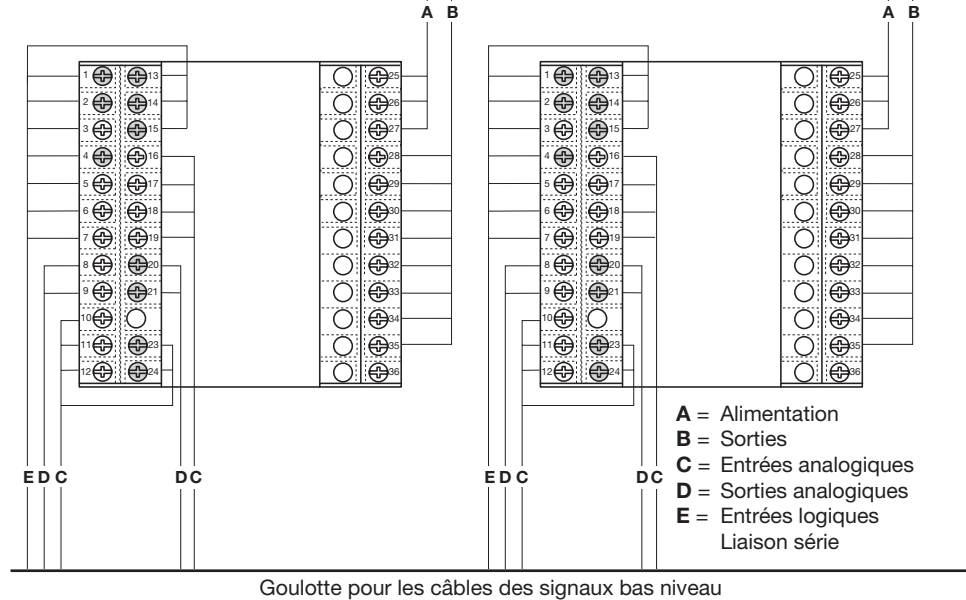 A B A B
1 13 25 1 13 25
2 14 26 2 14 26
3 15 27 3 15 27
4 16 28 4 16 28
5 17 29 5 17 29
6 18 30 6 18 30
7 19 31 7 19 31
8 20 32 8 20 32
9 21 33 9 21 33
10 34 10 34
11 23 35 11 23 35
12 24 36 12 24 36
A = Alimentation
B = Sorties
C = Entrées analogiques
D = Sorties analogiques
E = Entrées logiques
Liaison série
E D C D C E D C D C
Goulotte pour les câbles des signaux bas niveau